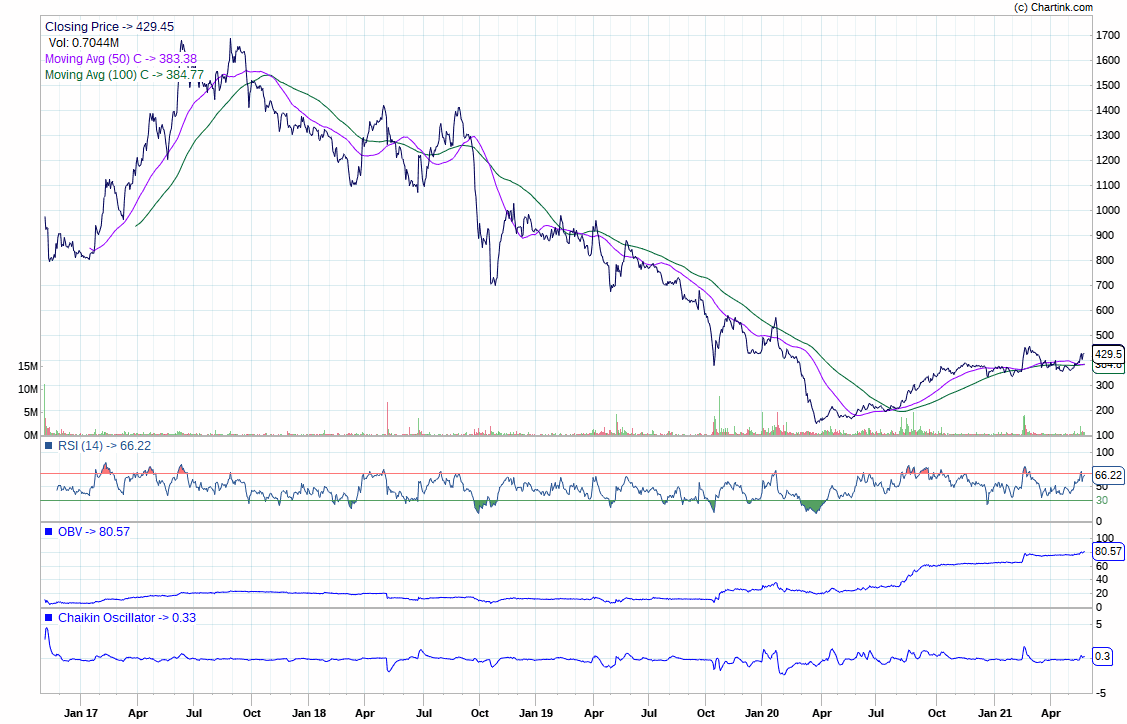 (c) Chartink.com
Closing Price -> 429.45
Vol: 0.7044M
Moving Avg (50) C -> 383.38
Moving Avg (100) C -> 384.77
1700
1600
1500
1400
1300
1200
1100
1000
900
800
700
600
500
429.5
300
200
100
15M
10M
5M
0M
RSI (14) -> 66.22
100
66.22
50
30
0
OBV -> 80.57
100
80.57
60
40
20
0
Chaikin Oscillator -> 0.33
5
0.3
-5
Jan 17 Apr Jul Oct Jan 18 Apr Jul Oct Jan 19 Apr Jul Oct Jan 20 Apr Jul Oct Jan 21 Apr